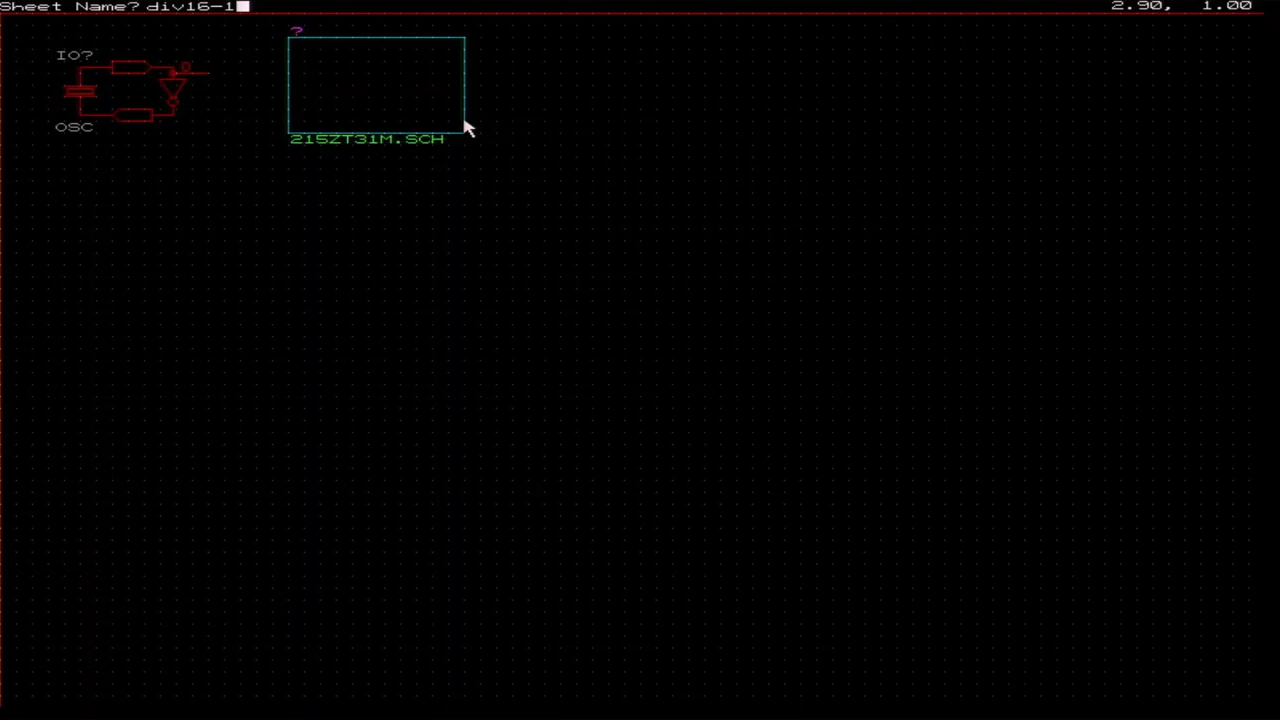 Sheet Name? div16-1
2.90, 1.00
?
IO?
O
OSC
215ZT31M.SCH